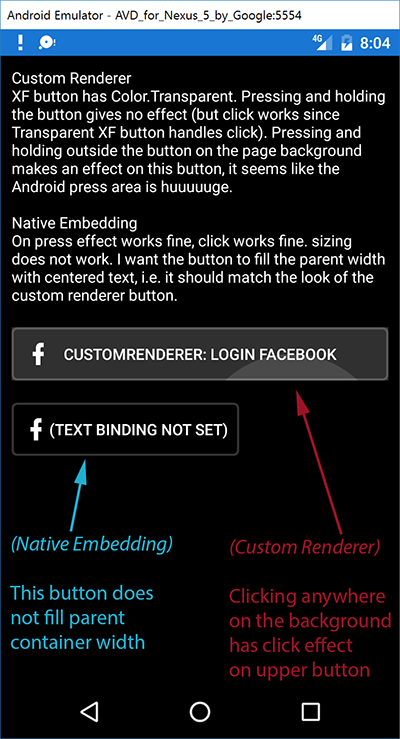 Android Emulator - AVD_for_Nexus_5_by_Google:5554
4G 8:04
Custom Renderer
XF button has Color.Transparent. Pressing and holding
the button gives no effect (but click works since
Transparent XF button handles click). Pressing and
holding outside the button on the page background
makes an effect on this button, it seems like the
Android press area is huuuuuge.
Native Embedding
On press effect works fine, click works fine. sizing
does not work. I want the button to fill the parent width
with centered text, i.e. it should match the look of the
custom renderer button.
CUSTOMRENDERER: LOGIN FACEBOOK
(TEXT BINDING NOT SET)
(Native Embedding)
This button does
not fill parent
container width
(Custom Renderer)
Clicking anywhere
on the background
has click effect
on upper button